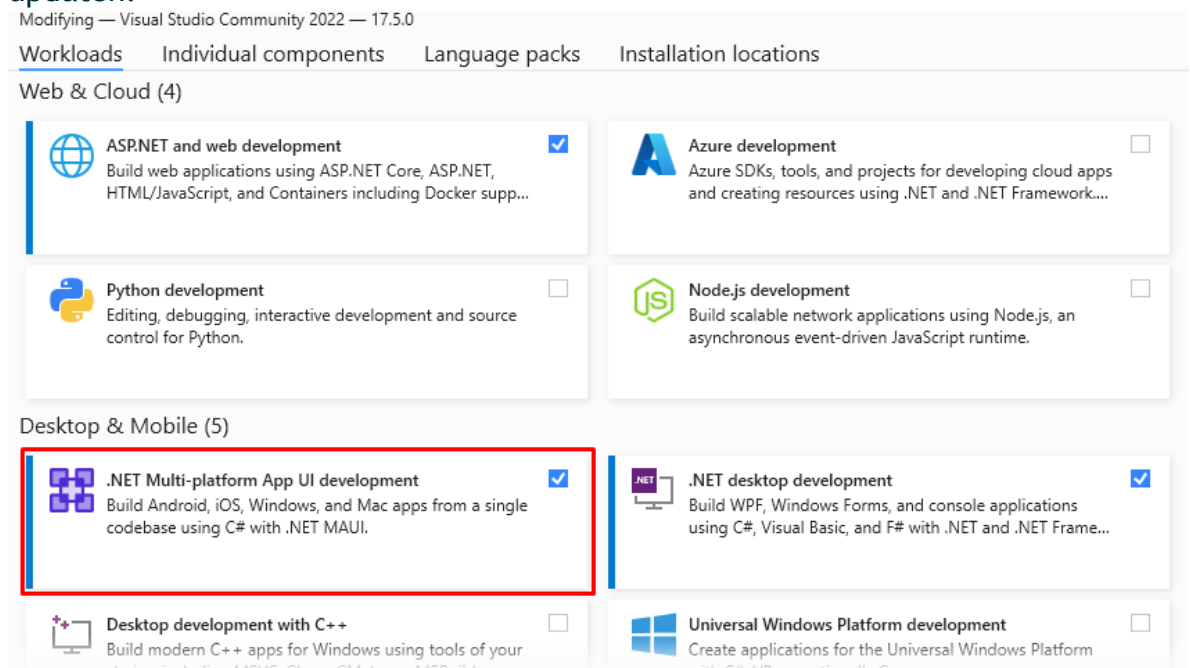 Modifying — Visual Studio Community 2022 — 17.5.0
Workloads Individual components Language packs Installation locations
Web & Cloud (4)
ASP.NET and web development
Build web applications using ASP.NET Core, ASP.NET,
HTML/JavaScript, and Containers including Docker supp...
Azure development
Azure SDKs, tools, and projects for developing cloud apps
and creating resources using .NET and .NET Framework....
Python development
Editing, debugging, interactive development and source
control for Python.
JS
Node.js development
Build scalable network applications using Node.js, an
asynchronous event-driven JavaScript runtime.
Desktop & Mobile (5)
.NET Multi-platform App UI development
Build Android, iOS, Windows, and Mac apps from a single
codebase using C# with .NET MAUI.
.NET
.NET desktop development
Build WPF, Windows Forms, and console applications
using C#, Visual Basic, and F# with .NET and .NET Frame...
Desktop development with C++
Build modern C++ apps for Windows using tools of your
Universal Windows Platform development
Create applications for the Universal Windows Platform